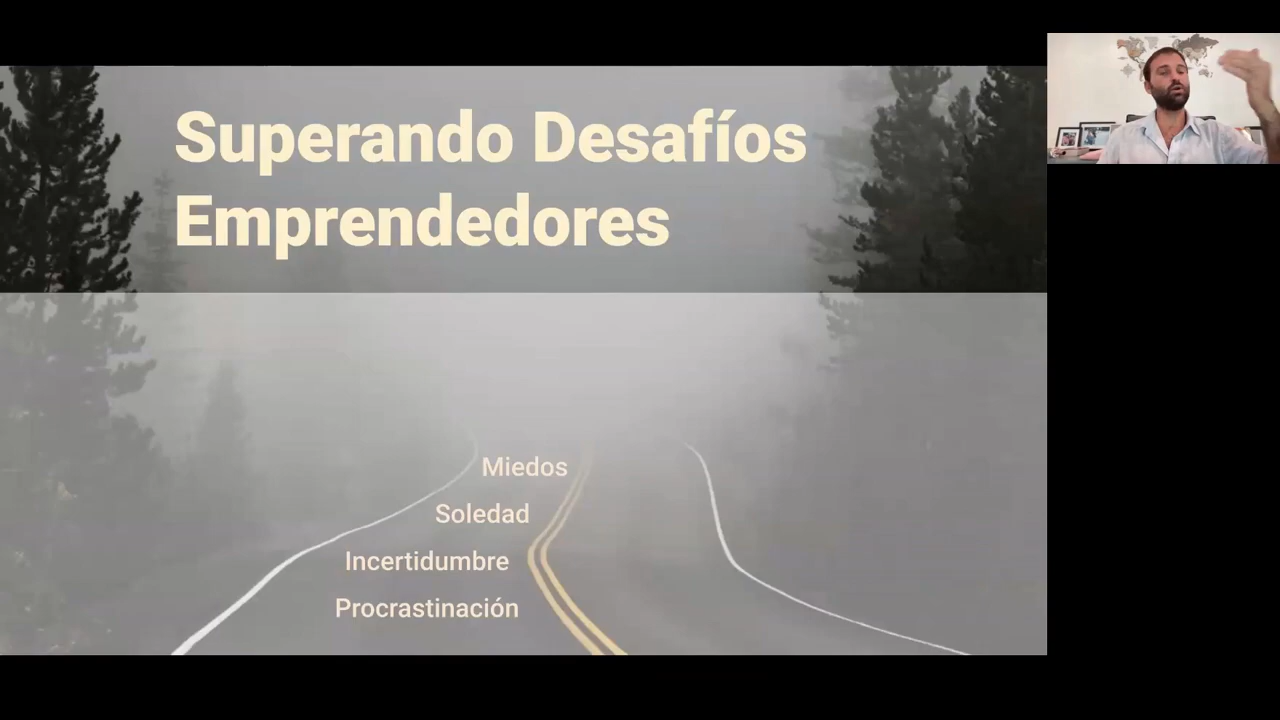 Superando Desafíos
Emprendedores
Miedos
Soledad
Incertidumbre
Procrastinación